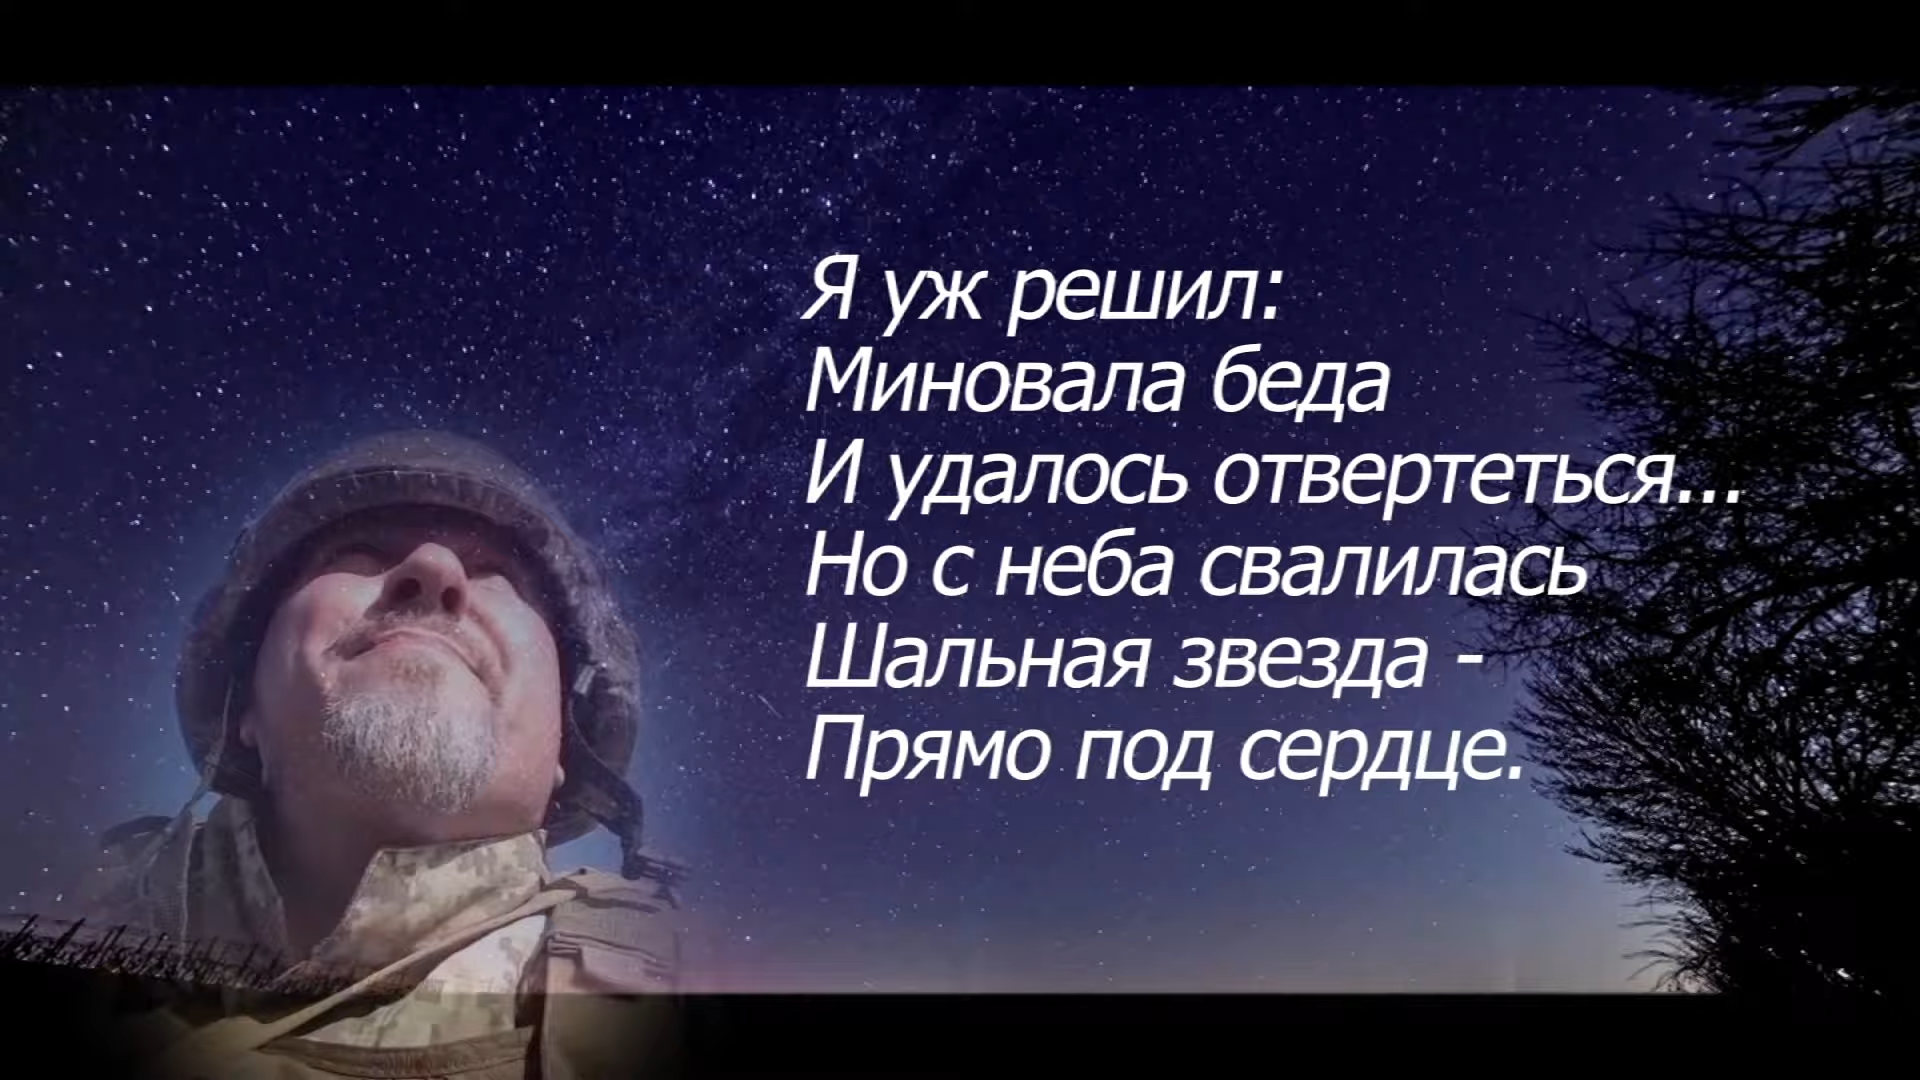 Я уж решил:
Миновала беда
И удалось отвертеться...
Но с неба свалилась
Шальная звезда -
Прямо под сердце.